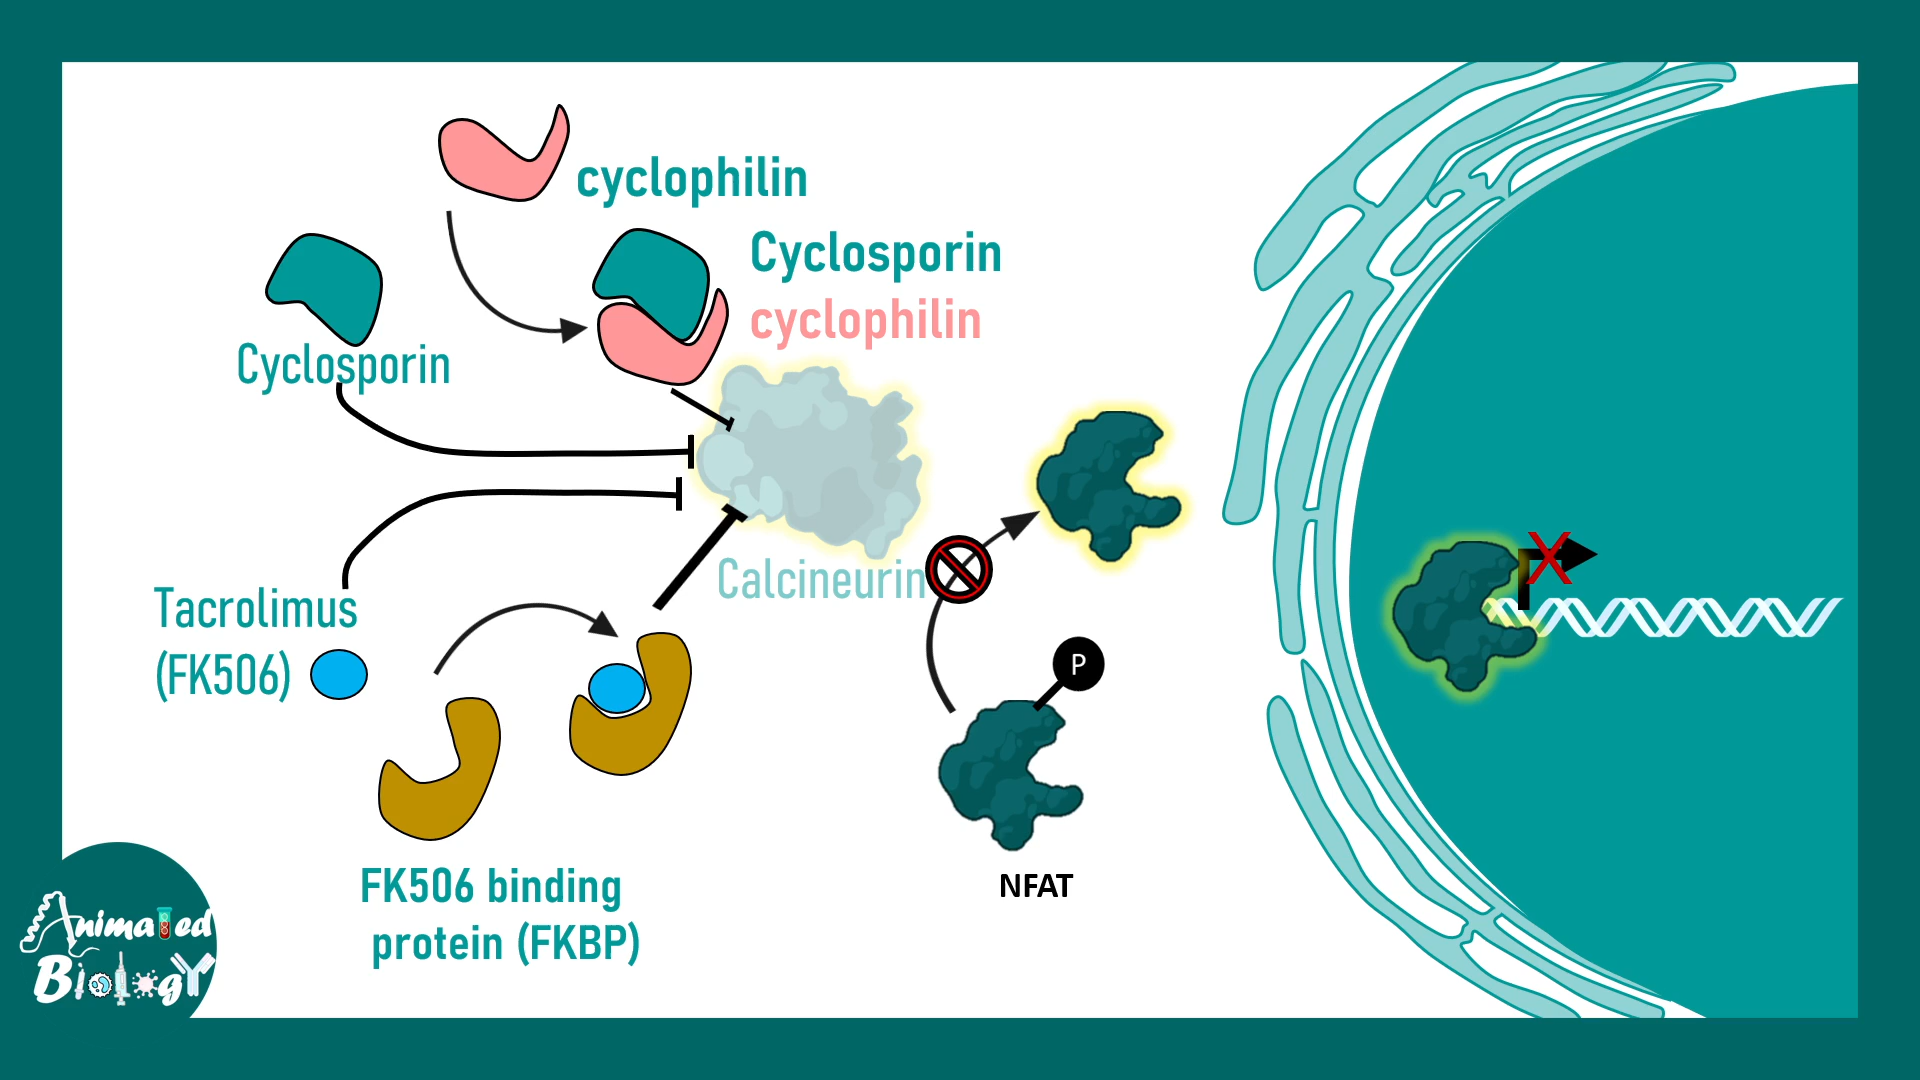 cyclophilin
Cyclosporin
cyclophilin
Cyclosporin
Calcineurin
Tacrolimus
(FK506)
P
FK506 binding
protein (FKBP)
NFAT
Animated
Biology